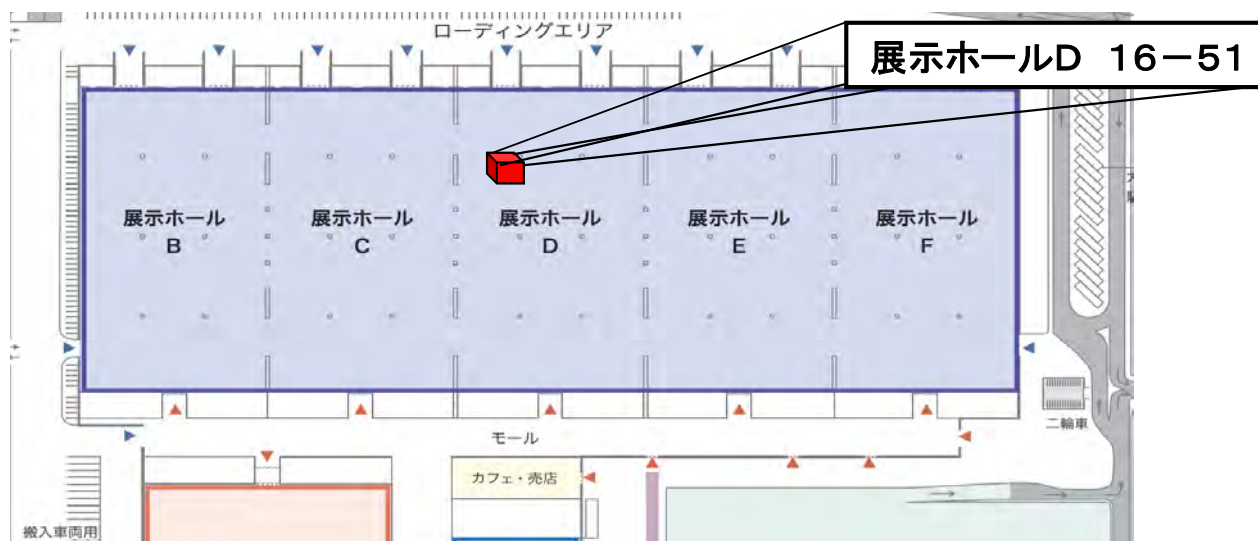 ローディングエリア
展示ホールD 16－51
展示ホール
B
展示ホール
C
展示ホール
D
展示ホール
E
展示ホール
F
二輪車
モール
カフェ・売店
搬入車両用